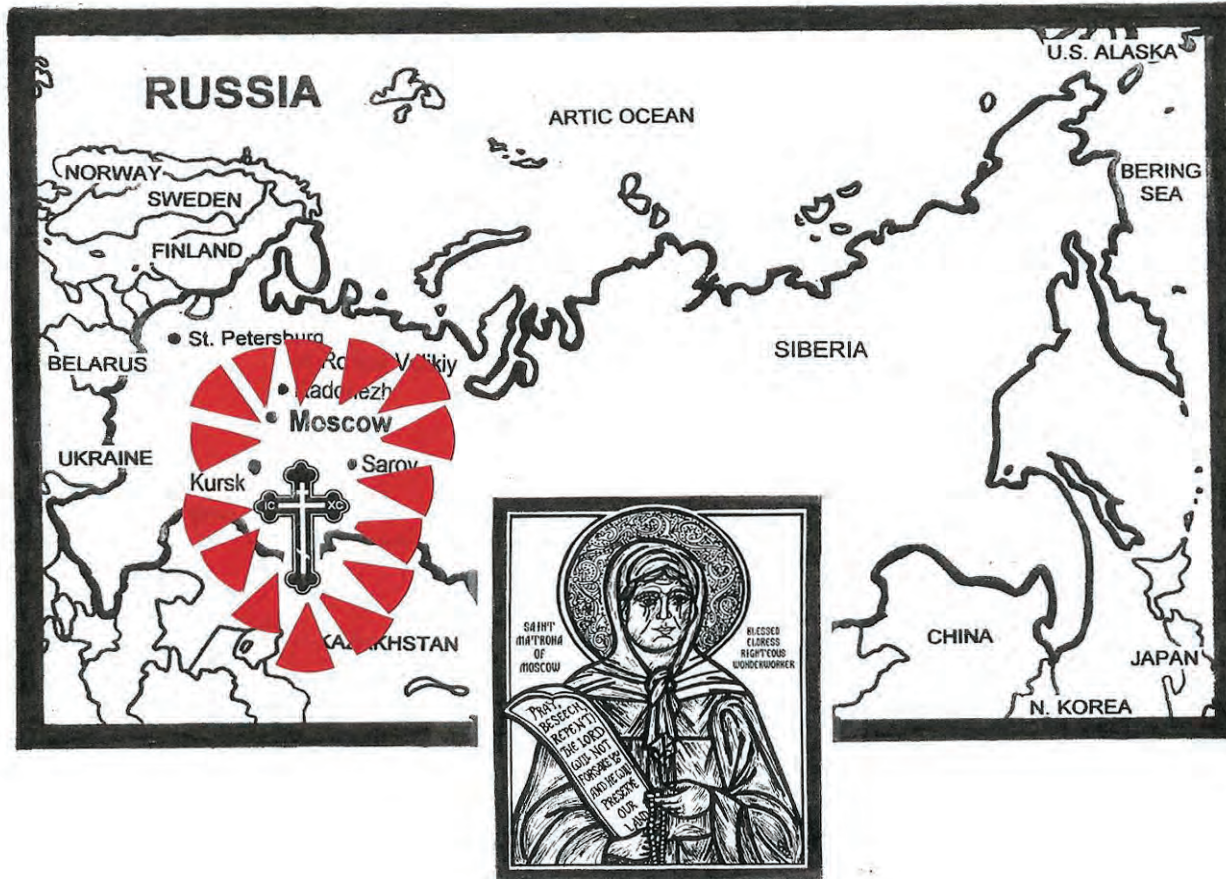 RUSSIA
U.S. ALASKA
ARTIC OCEAN
NORWAY
SWEDEN
FINLAND
BERING
SEA
St. Petersburg
BELARUS
SIBERIA
Radonezh
Moscow
UKRAINE
Kursk
Sarov
IC XC
KAZAKHSTAN
CHINA
JAPAN
N. KOREA
SAINT
MATRONA
OF
MOSCOW
BLESSED
ELDRESS
RIGHTEOUS
WONDERWORKER
PRAY,
BESEECH,
REPENT!
THE LORD
WILL NOT
FORSAKE US
AND HE WILL
PRESERVE
OUR
LAND